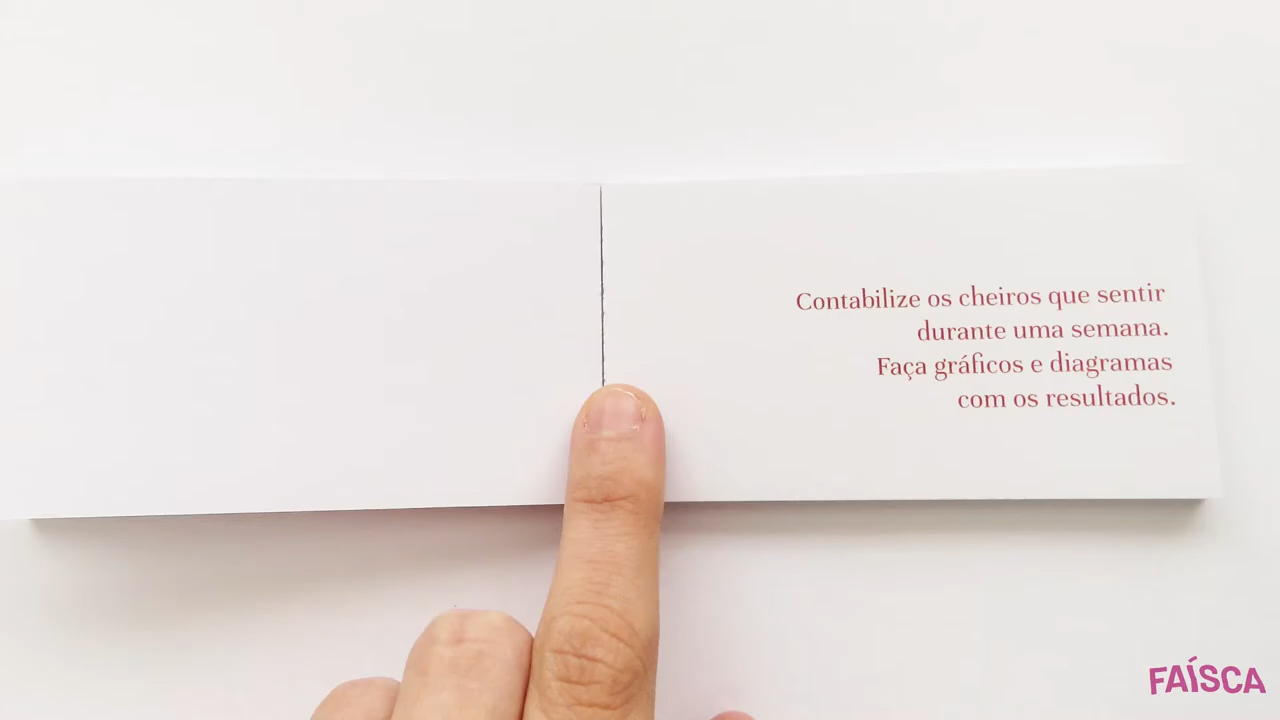 Contabilize os cheiros que sentir
durante uma semana.
Faça gráficos e diagramas
com os resultados.
FAÍSCA